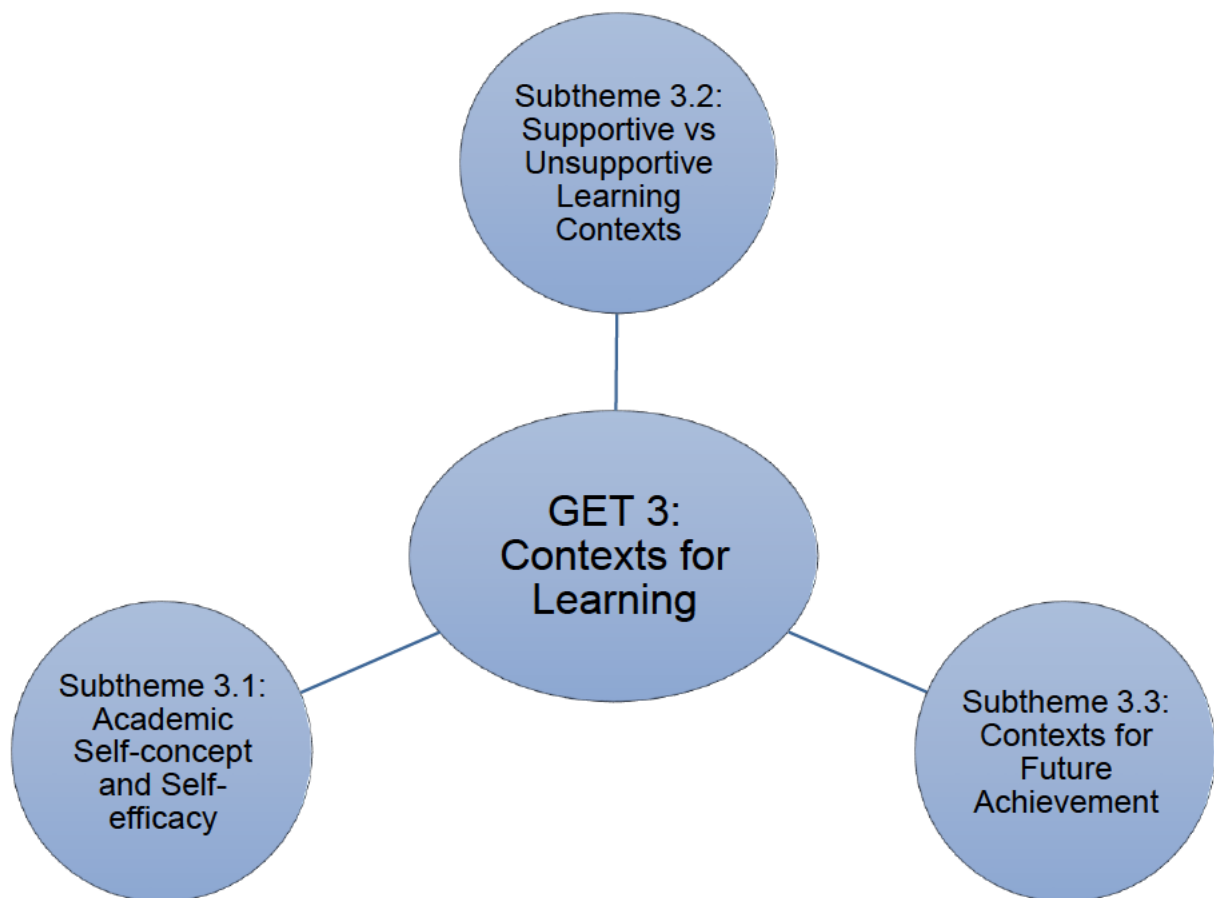 Subtheme 3.2:
Supportive vs
Unsupportive
Learning
Contexts
GET 3:
Contexts for
Learning
Subtheme 3.1:
Academic
Self-concept
and Self-
efficacy
Subtheme 3.3:
Contexts for
Future
Achievement